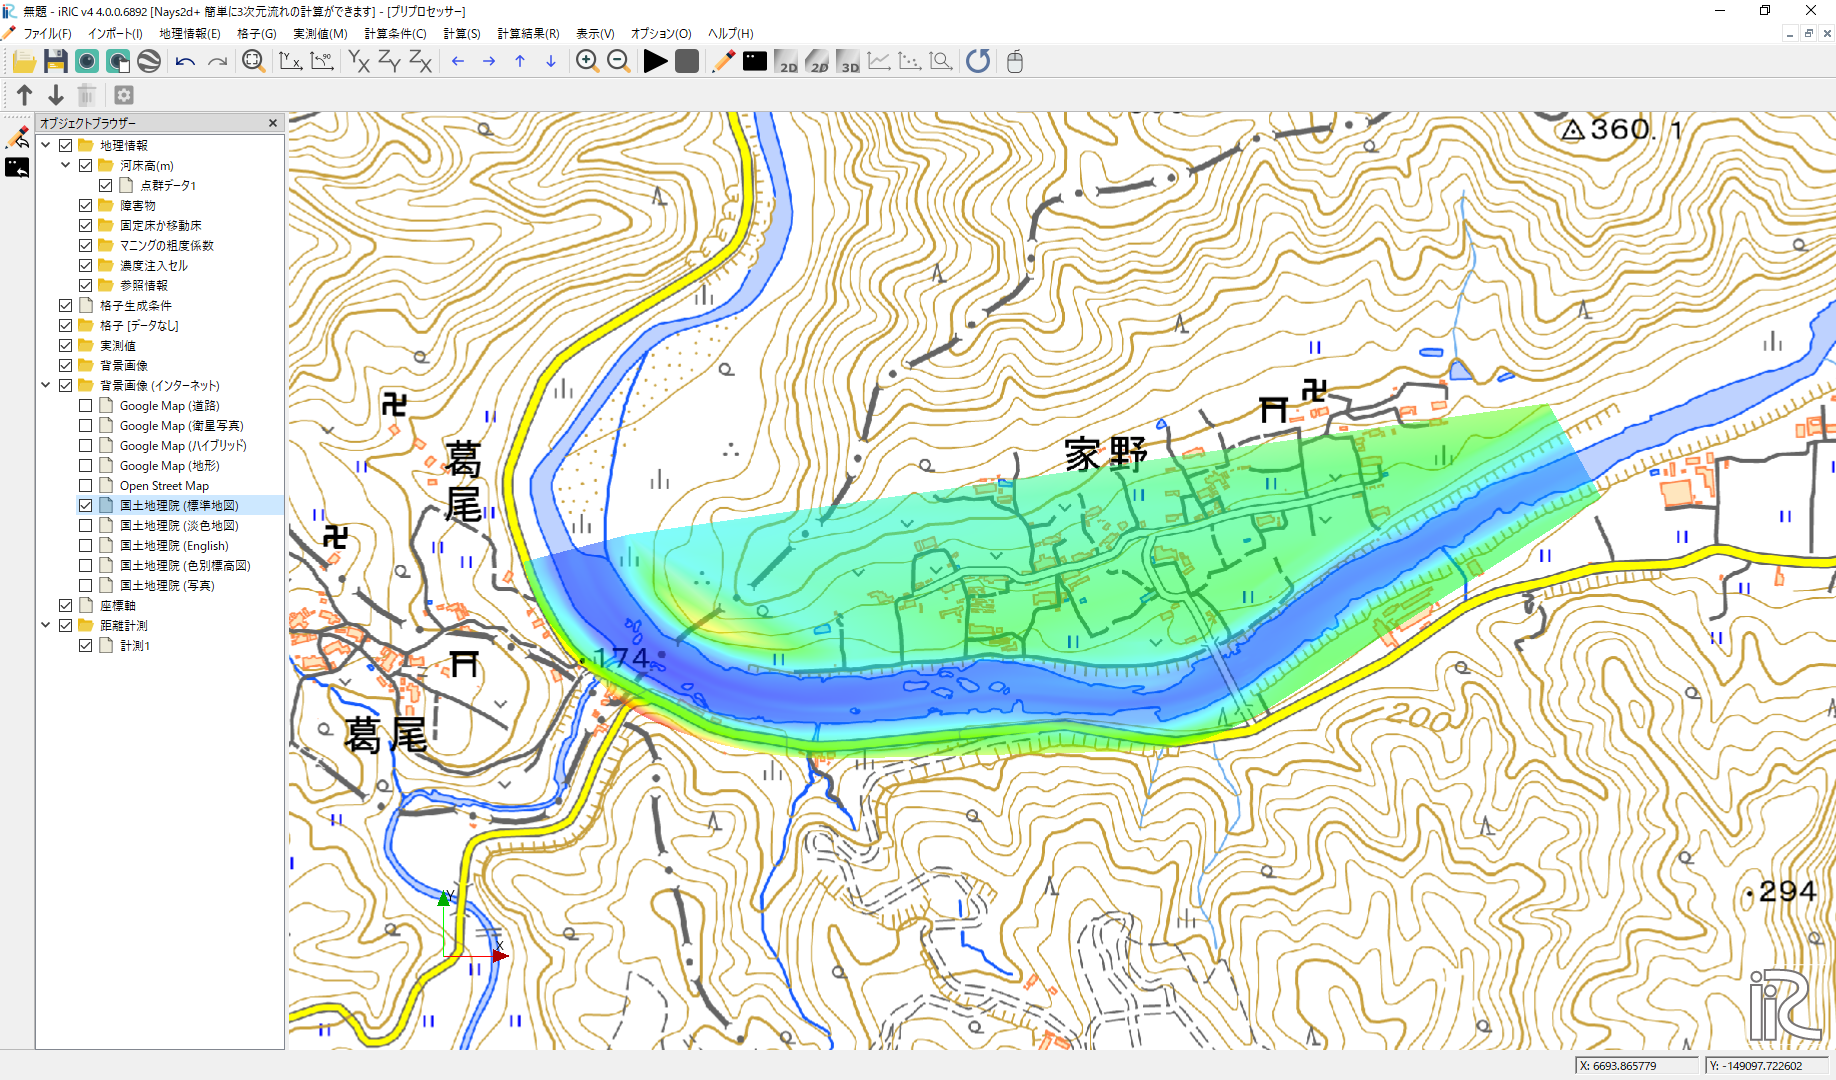 無題 - iRIC v4 4.0.0.6892 [Nays2d+ 簡単に3次元流れの計算ができます] - [プリプロセッサー]
ファイル(F) インポート(I) 地理情報(E) 格子(G) 実測値(M) 計算条件(C) 計算(S) 計算結果(R) 表示(V) オプション(O) ヘルプ(H)
YX ZY ZX 2D 2D 3D
オブジェクトブラウザー
地理情報
河床高(m)
点群データ1
障害物
固定床か移動床
マニングの粗度係数
濃度注入セル
参照情報
格子生成条件
格子 [データなし]
実測値
背景画像
背景画像 (インターネット)
Google Map (道路)
Google Map (衛星写真)
Google Map (ハイブリッド)
Google Map (地形)
Open Street Map
国土地理院 (標準地図)
国土地理院 (淡色地図)
国土地理院 (English)
国土地理院 (色別標高図)
国土地理院 (写真)
座標軸
距離計測
計測1
360.1
家野
葛尾
174
葛尾
200
294
Y
X
iRIC
X: 6693.865779
Y: -149097.722602